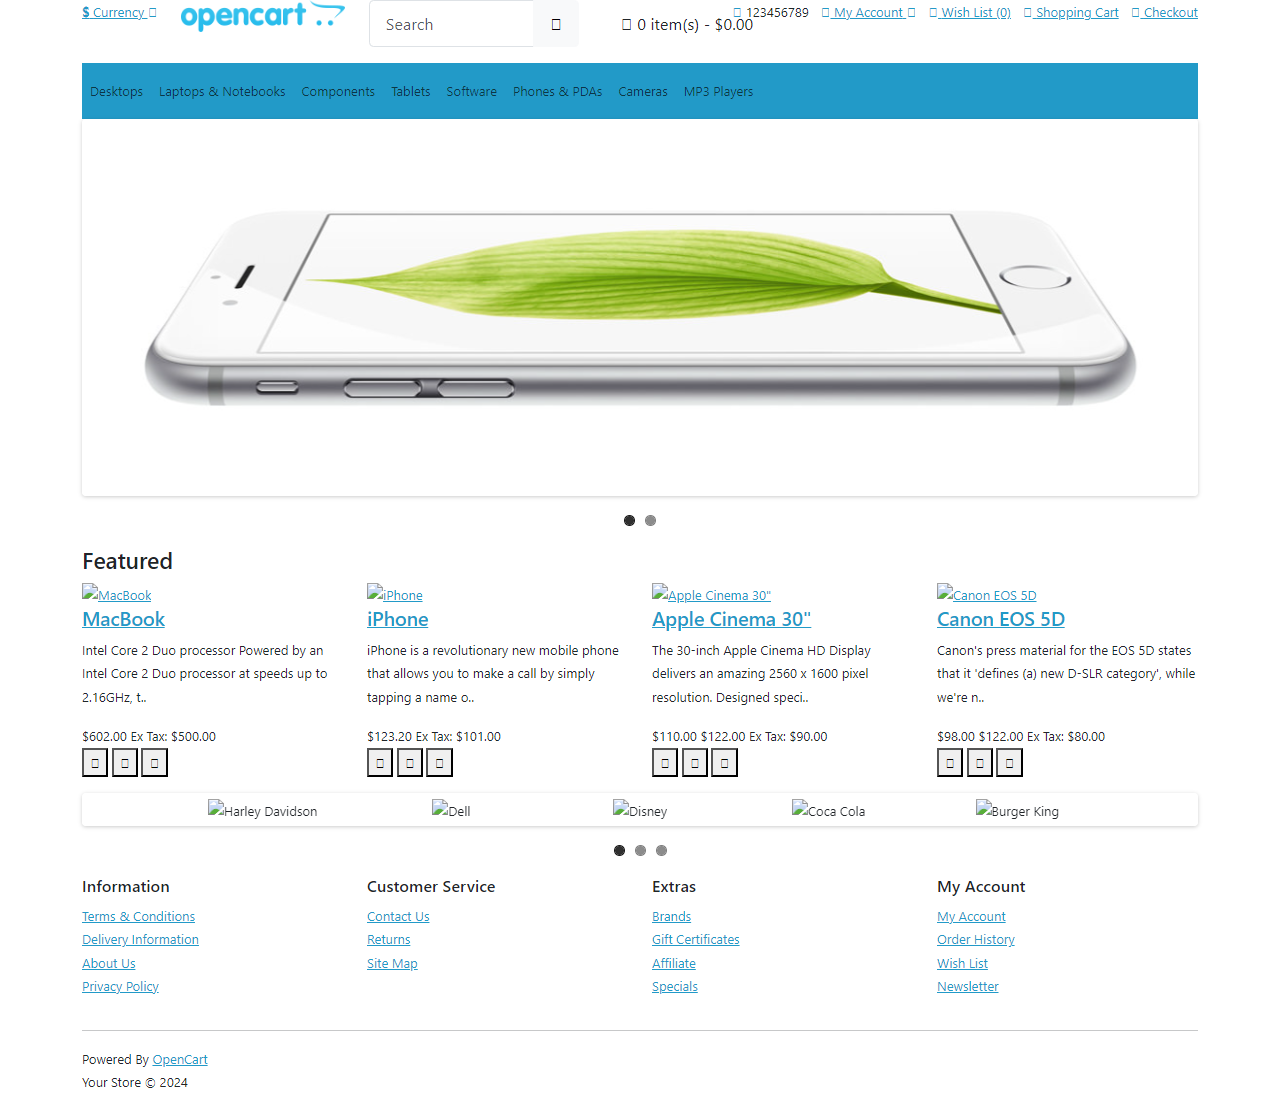 $ Currency
opencart
Search
0 item(s) - $0.00
123456789 My Account Wish List (0) Shopping Cart Checkout
Desktops Laptops & Notebooks Components Tablets Software Phones & PDAs Cameras MP3 Players
Featured
MacBook
MacBook
Intel Core 2 Duo processor Powered by an
Intel Core 2 Duo processor at speeds up to
2.16GHz, t..
$602.00 Ex Tax: $500.00
iPhone
iPhone
iPhone is a revolutionary new mobile phone
that allows you to make a call by simply
tapping a name o..
$123.20 Ex Tax: $101.00
Apple Cinema 30"
Apple Cinema 30"
The 30-inch Apple Cinema HD Display
delivers an amazing 2560 x 1600 pixel
resolution. Designed speci..
$110.00 $122.00 Ex Tax: $90.00
Canon EOS 5D
Canon EOS 5D
Canon's press material for the EOS 5D states
that it 'defines (a) new D-SLR category', while
we're n..
$98.00 $122.00 Ex Tax: $80.00
Harley Davidson Dell Disney Coca Cola Burger King
Information
Terms & Conditions
Delivery Information
About Us
Privacy Policy
Customer Service
Contact Us
Returns
Site Map
Extras
Brands
Gift Certificates
Affiliate
Specials
My Account
My Account
Order History
Wish List
Newsletter
Powered By OpenCart
Your Store © 2024